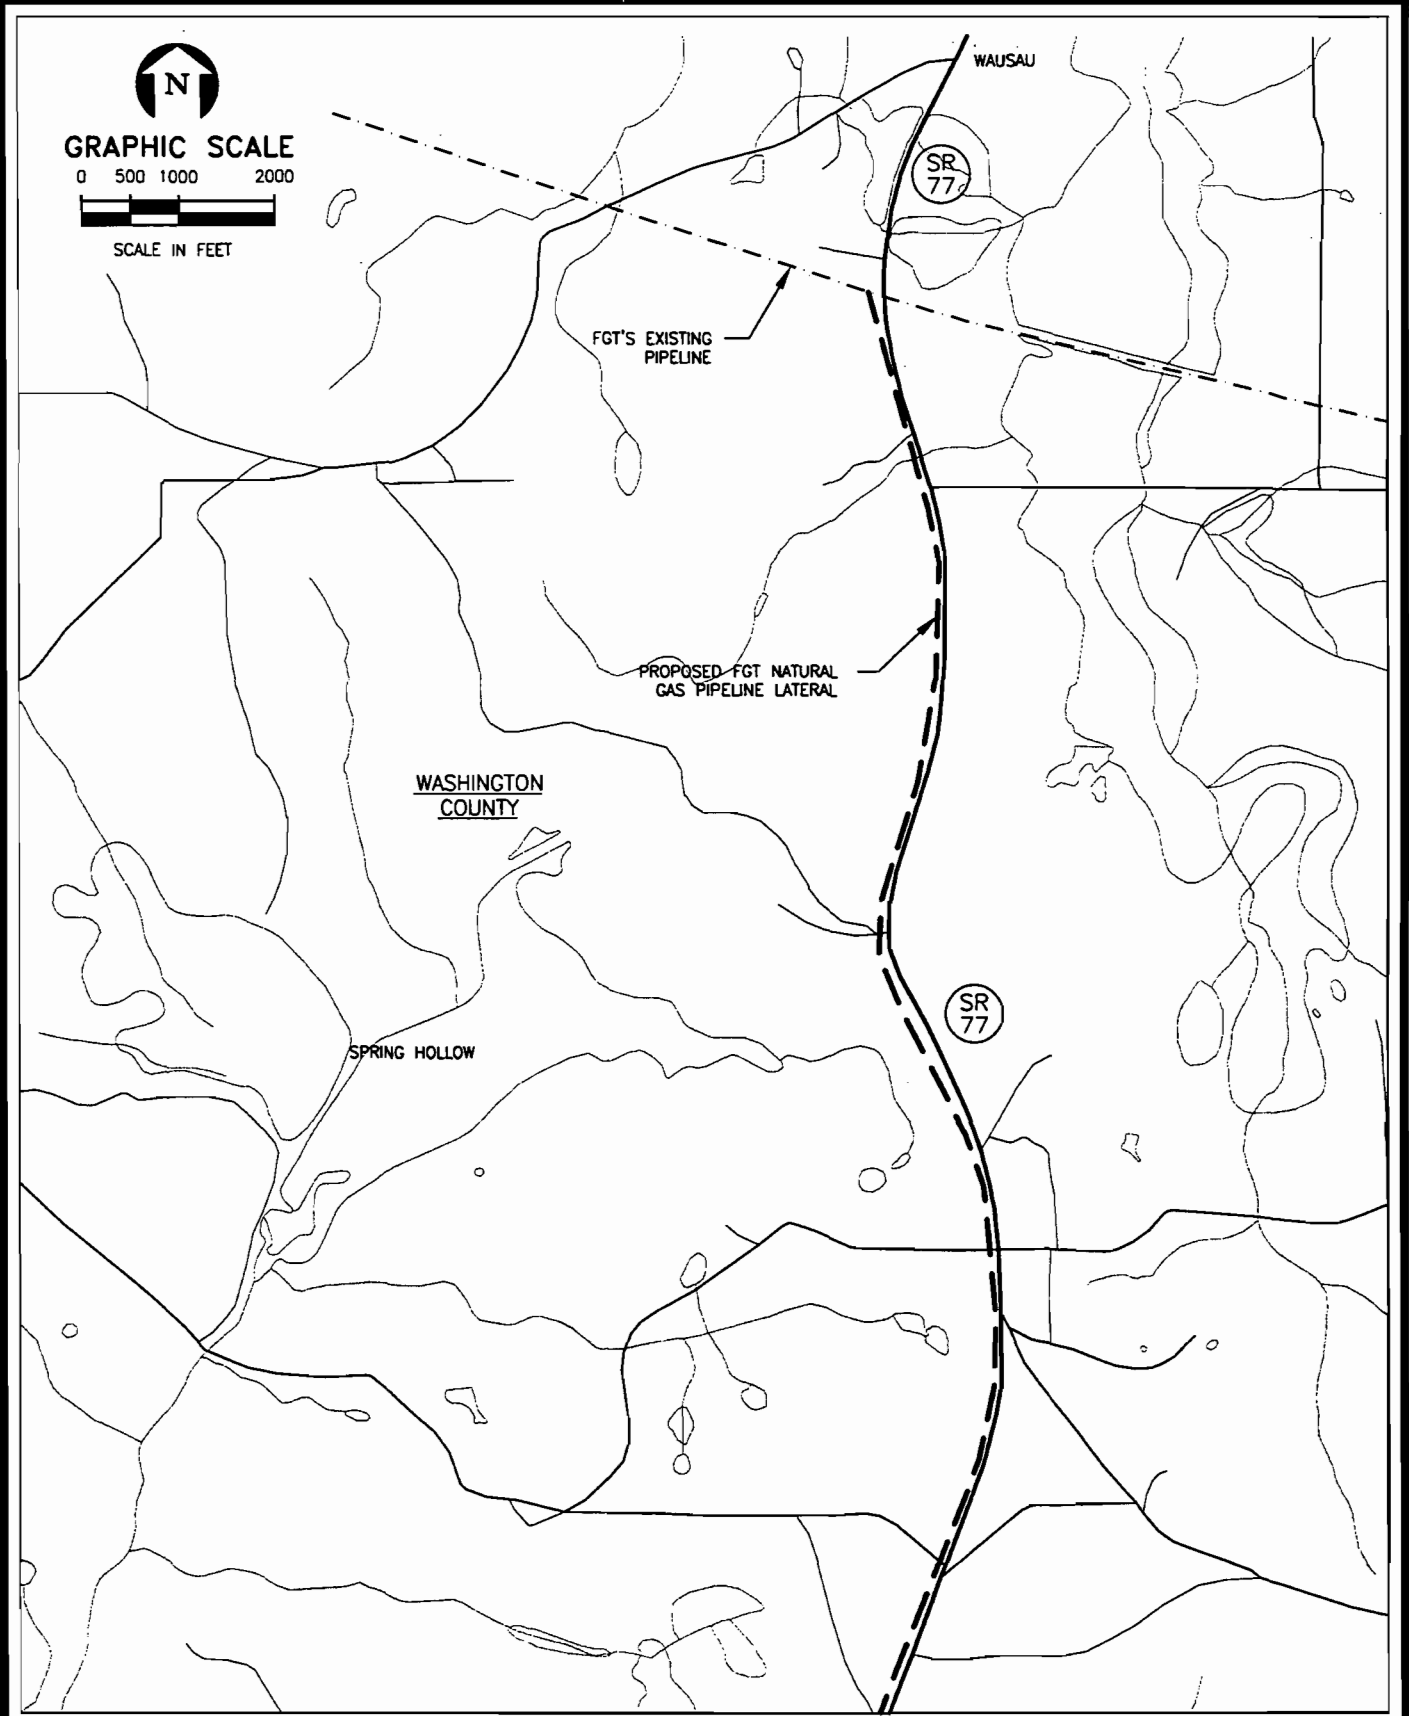 N
GRAPHIC SCALE
0 500 1000 2000
SCALE IN FEET
WAUSAU
SR
77
FGT'S EXISTING
PIPELINE
PROPOSED FGT NATURAL
GAS PIPELINE LATERAL
WASHINGTON
COUNTY
SR
77
SPRING HOLLOW